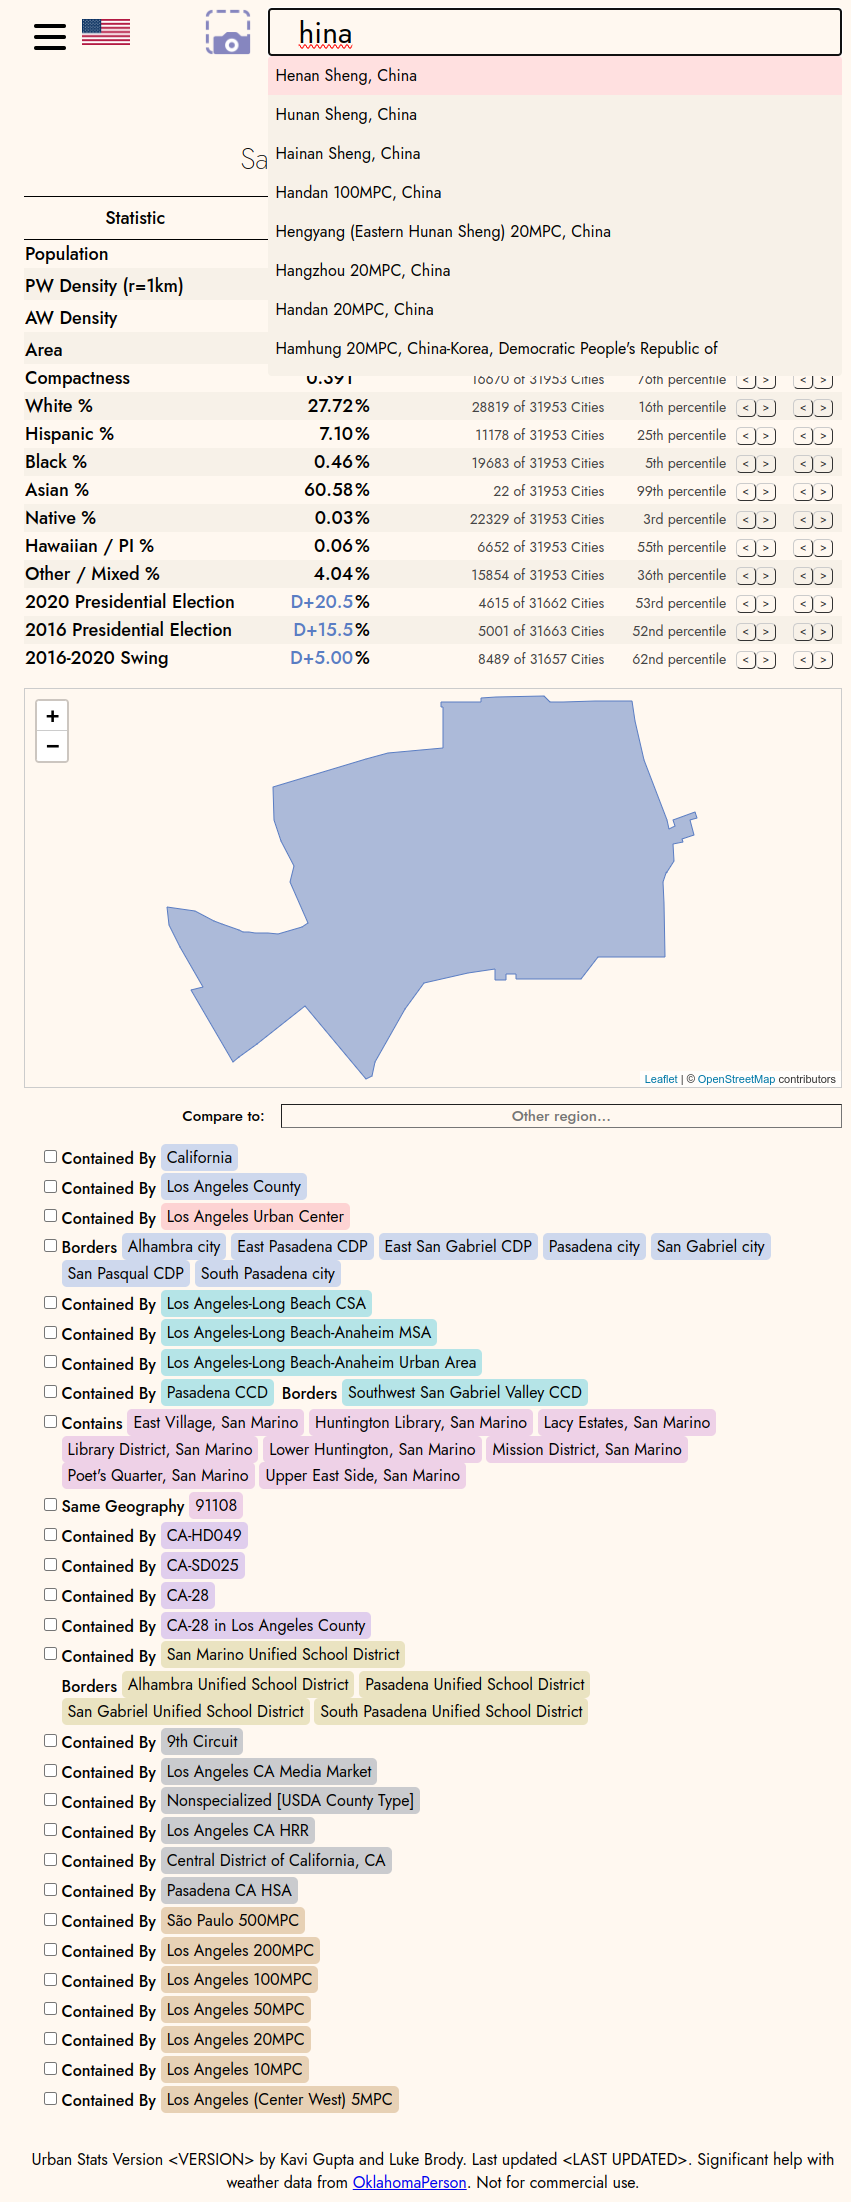 hina
Henan Sheng, China
Hunan Sheng, China
Hainan Sheng, China
Handan 100MPC, China
Hengyang (Eastern Hunan Sheng) 20MPC, China
Hangzhou 20MPC, China
Handan 20MPC, China
Hamhung 20MPC, China-Korea, Democratic People's Republic of
Sa
Statistic
Population
PW Density (r=1km)
AW Density
Area
Compactness 0.391 16670 of 31953 Cities 76th percentile < > < >
White % 27.72% 28819 of 31953 Cities 16th percentile < > < >
Hispanic % 7.10% 11178 of 31953 Cities 25th percentile < > < >
Black % 0.46% 19683 of 31953 Cities 5th percentile < > < >
Asian % 60.58% 22 of 31953 Cities 99th percentile < > < >
Native % 0.03% 22329 of 31953 Cities 3rd percentile < > < >
Hawaiian / PI % 0.06% 6652 of 31953 Cities 55th percentile < > < >
Other / Mixed % 4.04% 15854 of 31953 Cities 36th percentile < > < >
2020 Presidential Election D+20.5% 4615 of 31662 Cities 53rd percentile < > < >
2016 Presidential Election D+15.5% 5001 of 31663 Cities 52nd percentile < > < >
2016-2020 Swing D+5.00% 8489 of 31657 Cities 62nd percentile < > < >
+
−
Leaflet | © OpenStreetMap contributors
Compare to: Other region...
Contained By California
Contained By Los Angeles County
Contained By Los Angeles Urban Center
Borders Alhambra city East Pasadena CDP East San Gabriel CDP Pasadena city San Gabriel city
San Pasqual CDP South Pasadena city
Contained By Los Angeles-Long Beach CSA
Contained By Los Angeles-Long Beach-Anaheim MSA
Contained By Los Angeles-Long Beach-Anaheim Urban Area
Contained By Pasadena CCD Borders Southwest San Gabriel Valley CCD
Contains East Village, San Marino Huntington Library, San Marino Lacy Estates, San Marino
Library District, San Marino Lower Huntington, San Marino Mission District, San Marino
Poet's Quarter, San Marino Upper East Side, San Marino
Same Geography 91108
Contained By CA-HD049
Contained By CA-SD025
Contained By CA-28
Contained By CA-28 in Los Angeles County
Contained By San Marino Unified School District
Borders Alhambra Unified School District Pasadena Unified School District
San Gabriel Unified School District South Pasadena Unified School District
Contained By 9th Circuit
Contained By Los Angeles CA Media Market
Contained By Nonspecialized [USDA County Type]
Contained By Los Angeles CA HRR
Contained By Central District of California, CA
Contained By Pasadena CA HSA
Contained By São Paulo 500MPC
Contained By Los Angeles 200MPC
Contained By Los Angeles 100MPC
Contained By Los Angeles 50MPC
Contained By Los Angeles 20MPC
Contained By Los Angeles 10MPC
Contained By Los Angeles (Center West) 5MPC
Urban Stats Version <VERSION> by Kavi Gupta and Luke Brody. Last updated <LAST UPDATED>. Significant help with
weather data from OklahomaPerson. Not for commercial use.